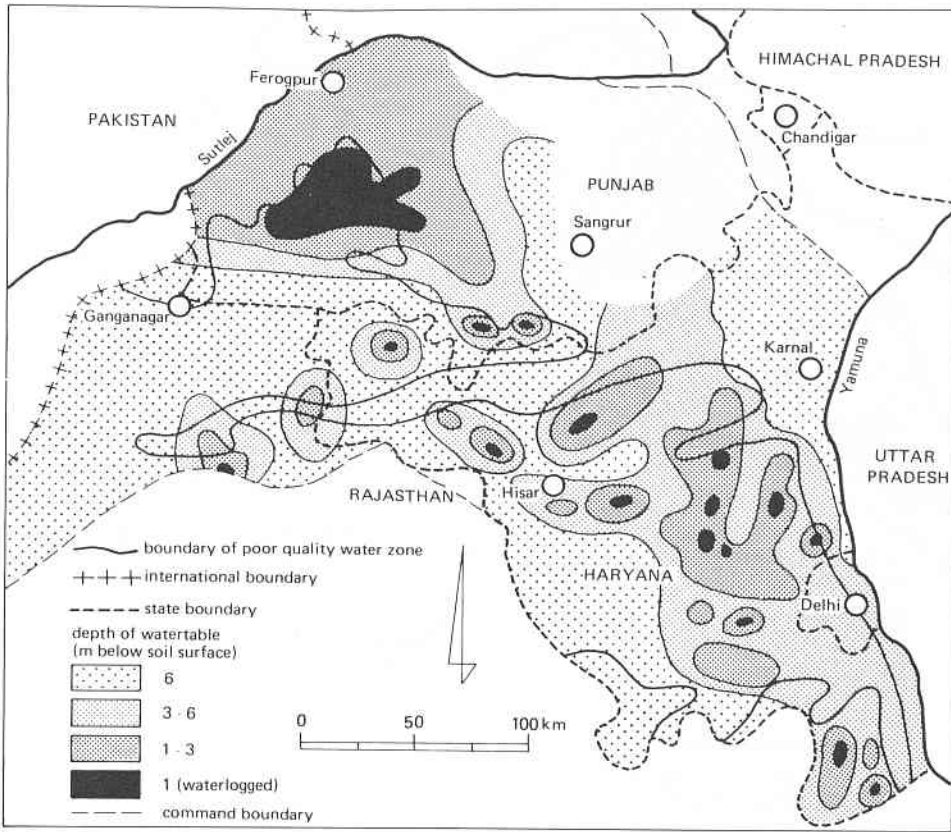 HIMACHAL PRADESH
Ferogpur
PAKISTAN
Chandigar
Sutlej
PUNJAB
Sangrur
Ganganagar
Karnal
Yamuna
UTTAR
PRADESH
RAJASTHAN
Hisar
HARYANA
Delhi
boundary of poor quality water zone
international boundary
state boundary
depth of watertable
(m below soil surface)
6
3 - 6
1 - 3
1 (waterlogged)
command boundary
0 50 100 km